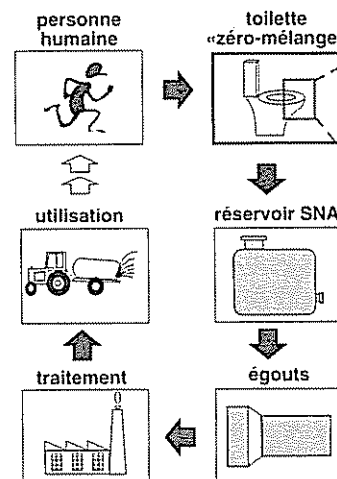 personne
humaine
toilette
«zéro-mélange
utilisation
réservoir SNA
traitement
égouts